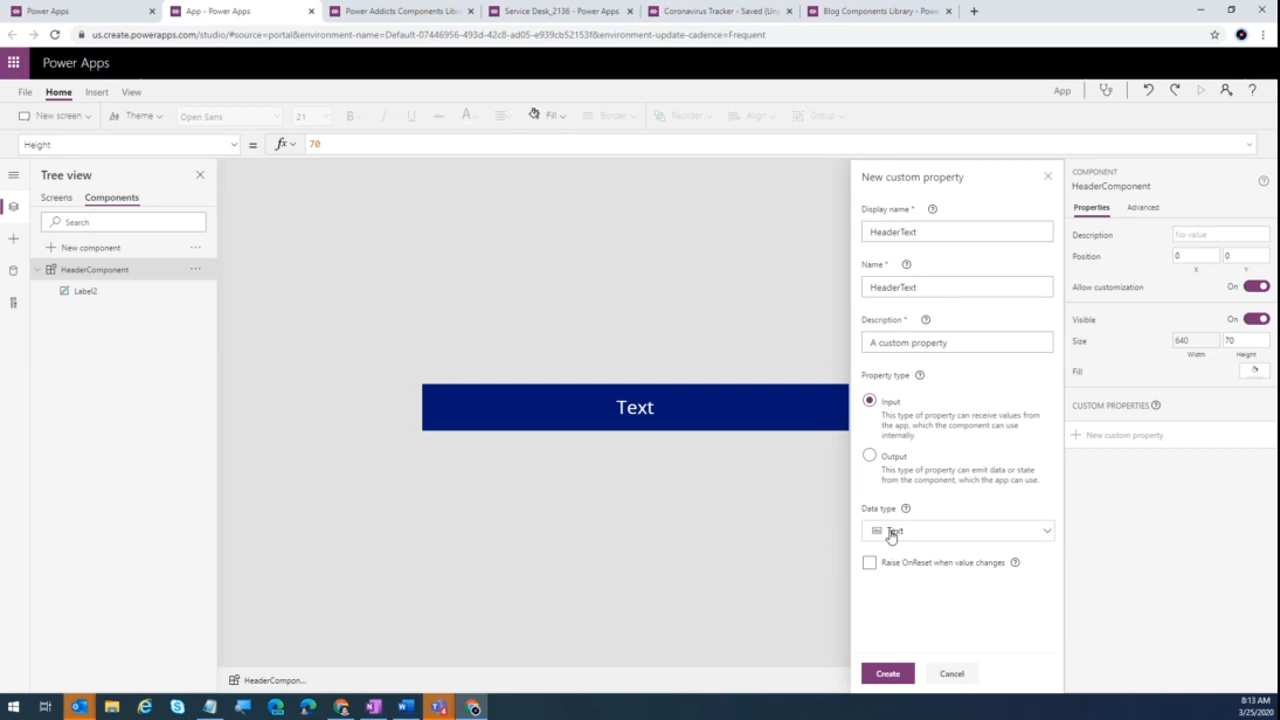 Power Apps
App - Power Apps
Power Addicts Components Libr
Service Desk_2136 - Power Apps
Coronavirus Tracker - Saved (Unp
Blog Components Library - Power
us.create.powerapps.com/studio/#source=portal&environment-name=Default-07446956-493d-42c8-ad05-e939cb52153f&environment-update-cadence=Frequent
Power Apps
File Home Insert View App
New screen Theme Open Sans 21 B I U A Fill Border Reorder Align Group
Height = fx 70
Tree view
Screens Components
Search
New component ...
HeaderComponent ...
Label2
Text
HeaderCompon...
New custom property
Display name *
HeaderText
Name *
HeaderText
Description *
A custom property
Property type
Input
This type of property can receive values from
the app, which the component can use
internally.
Output
This type of property can emit data or state
from the component, which the app can use.
Data type
Text
Raise OnReset when value changes
Create Cancel
COMPONENT
HeaderComponent
Properties Advanced
Description No value
Position 0 0
X Y
Allow customization On
Visible On
Size 640 70
Width Height
Fill
CUSTOM PROPERTIES
New custom property
8:13 AM
3/25/2020